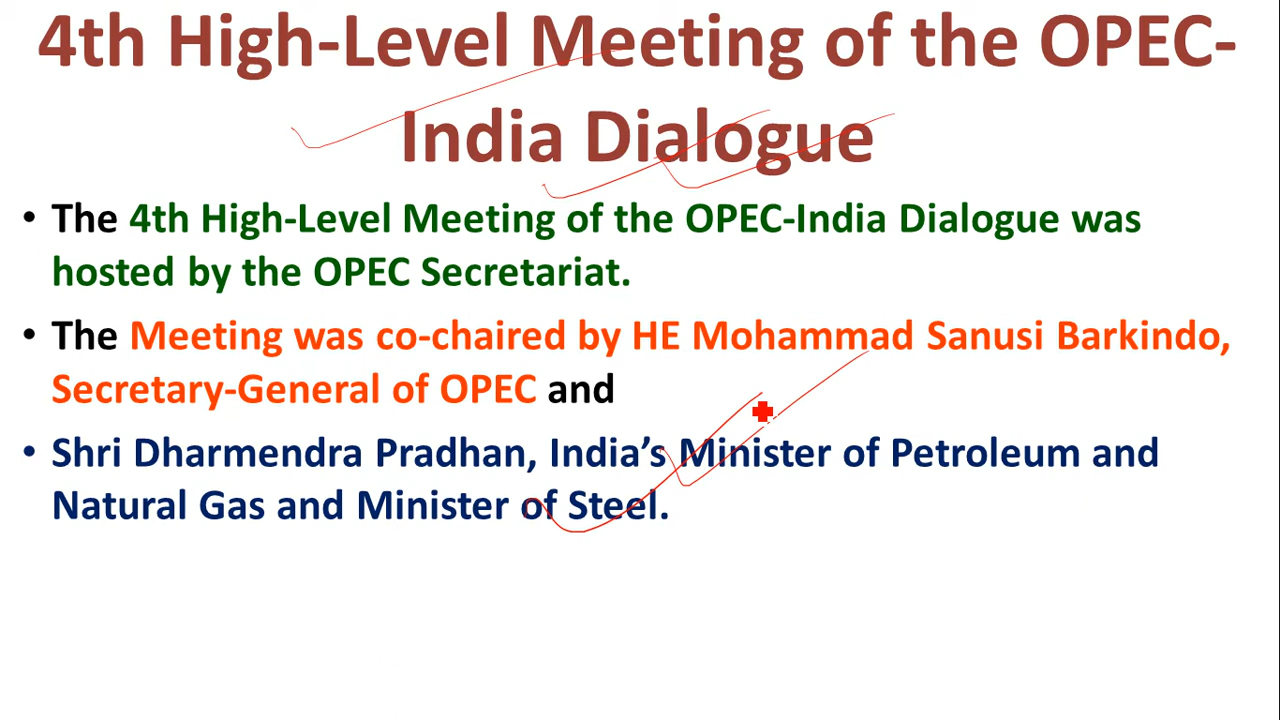 4th High-Level Meeting of the OPEC-
India Dialogue
• The 4th High-Level Meeting of the OPEC-India Dialogue was
hosted by the OPEC Secretariat.
• The Meeting was co-chaired by HE Mohammad Sanusi Barkindo,
Secretary-General of OPEC and
• Shri Dharmendra Pradhan, India’s Minister of Petroleum and
Natural Gas and Minister of Steel.